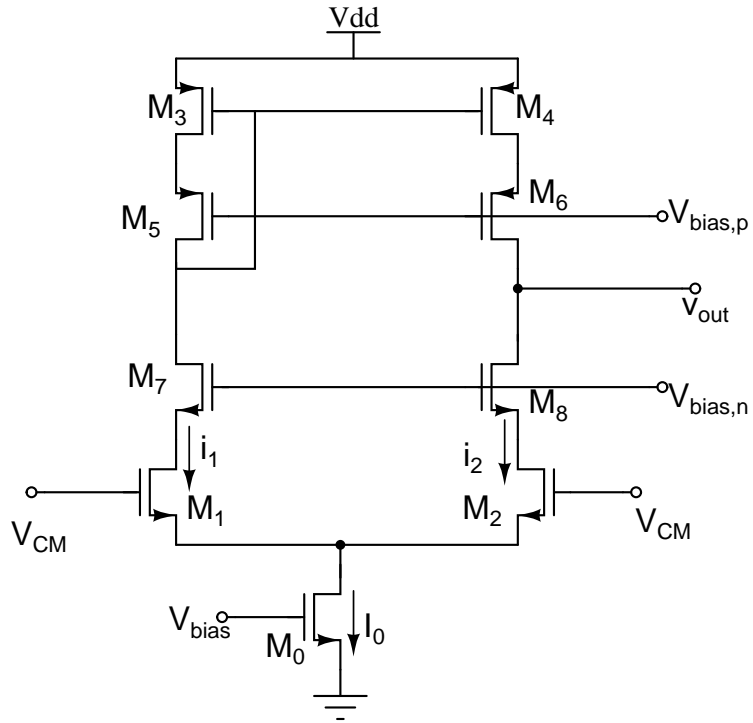 Vdd
M3
M4
M5
M6
Vbias,p
vout
M7
M8
Vbias,n
i1
i2
M1
M2
VCM
VCM
Vbias
M0
I0